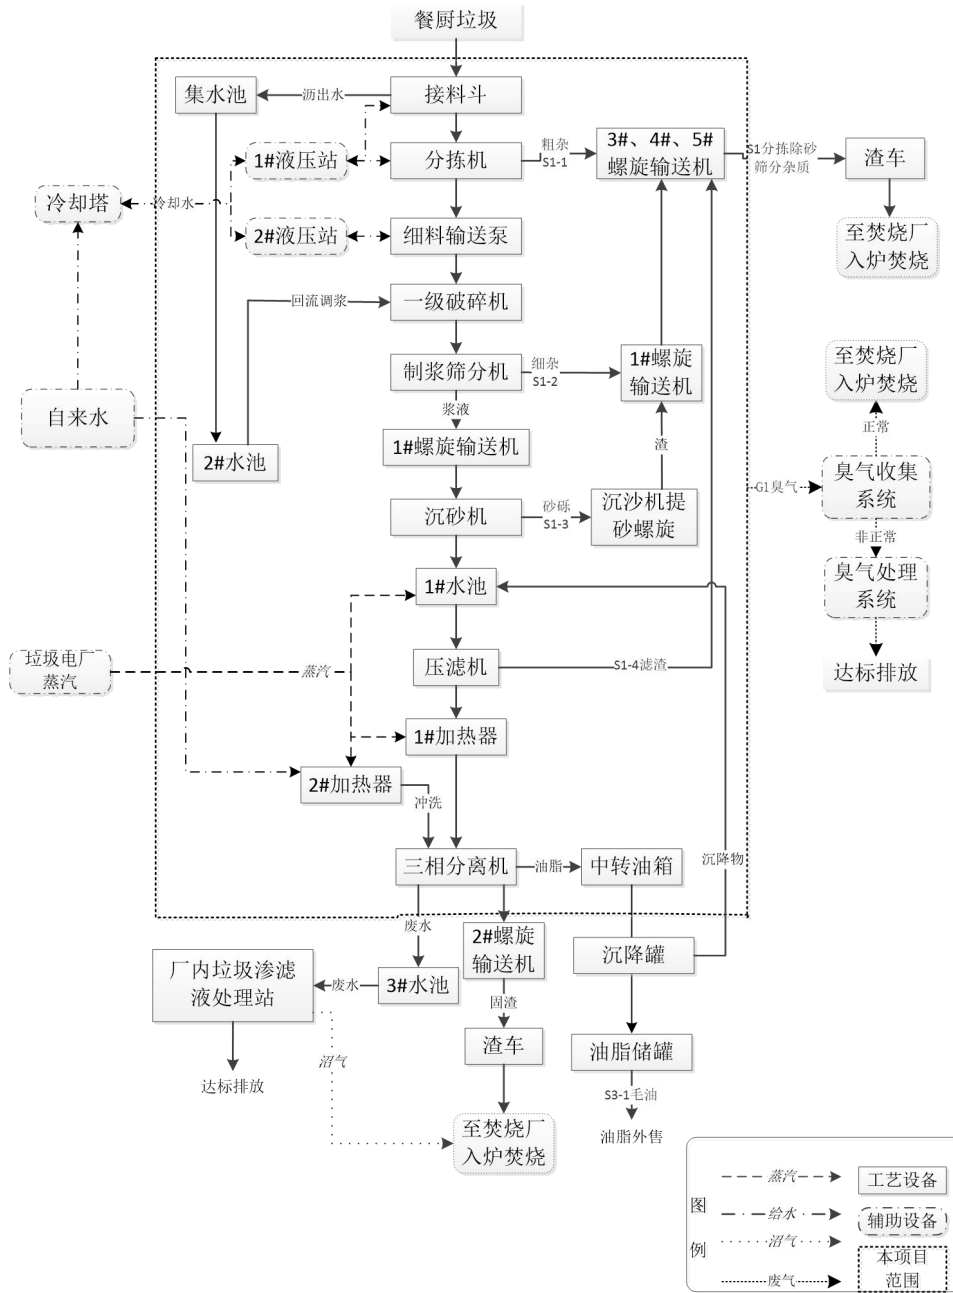 餐厨垃圾
集水池
沥出水
接料斗
1#液压站
分拣机
粗杂
S1-1
3#、4#、5#
螺旋输送机
S1分拣除砂
筛分杂质
渣车
冷却塔
冷却水
2#液压站
细料输送泵
至焚烧厂
入炉焚烧
回流调浆
一级破碎机
制浆筛分机
细杂
S1-2
1#螺旋
输送机
至焚烧厂
入炉焚烧
自来水
浆液
正常
2#水池
1#螺旋输送机
渣
臭气收集
系统
G1臭气
沉砂机
砂砾
S1-3
沉沙机提
砂螺旋
非正常
1#水池
臭气处理
系统
垃圾电厂
蒸汽
蒸汽
压滤机
S1-4滤渣
达标排放
1#加热器
2#加热器
冲洗
三相分离机
油脂
中转油箱
沉降物
废水
2#螺旋
输送机
沉降罐
厂内垃圾渗滤
液处理站
废水
3#水池
固渣
渣车
油脂储罐
沼气
达标排放
S3-1毛油
至焚烧厂
入炉焚烧
油脂外售
图
例
蒸汽
工艺设备
给水
辅助设备
沼气
本项目
范围
废气